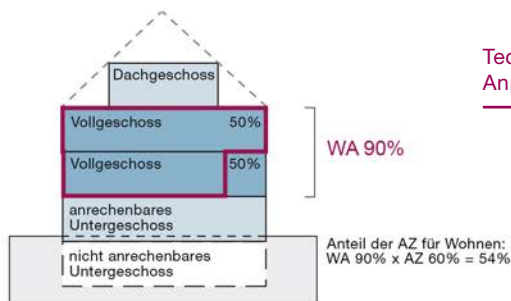 Dachgeschoss
Vollgeschoss 50%
Vollgeschoss 50%
WA 90%
anrechenbares
Untergeschoss
nicht anrechenbares
Untergeschoss
Anteil der AZ für Wohnen:
WA 90% x AZ 60% = 54%